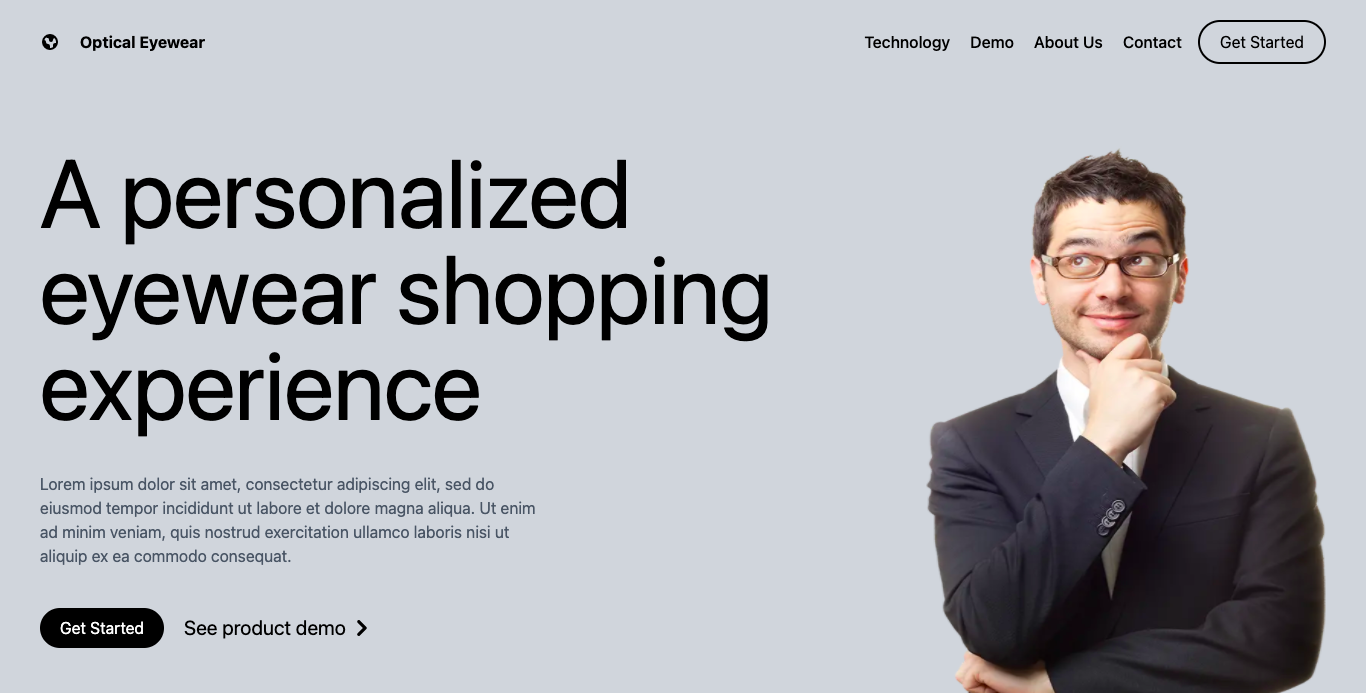 Optical Eyewear
Technology
Demo
About Us
Contact
Get Started
A personalized
eyewear shopping
experience
Lorem ipsum dolor sit amet, consectetur adipiscing elit, sed do
eiusmod tempor incididunt ut labore et dolore magna aliqua. Ut enim
ad minim veniam, quis nostrud exercitation ullamco laboris nisi ut
aliquip ex ea commodo consequat.
Get Started
See product demo